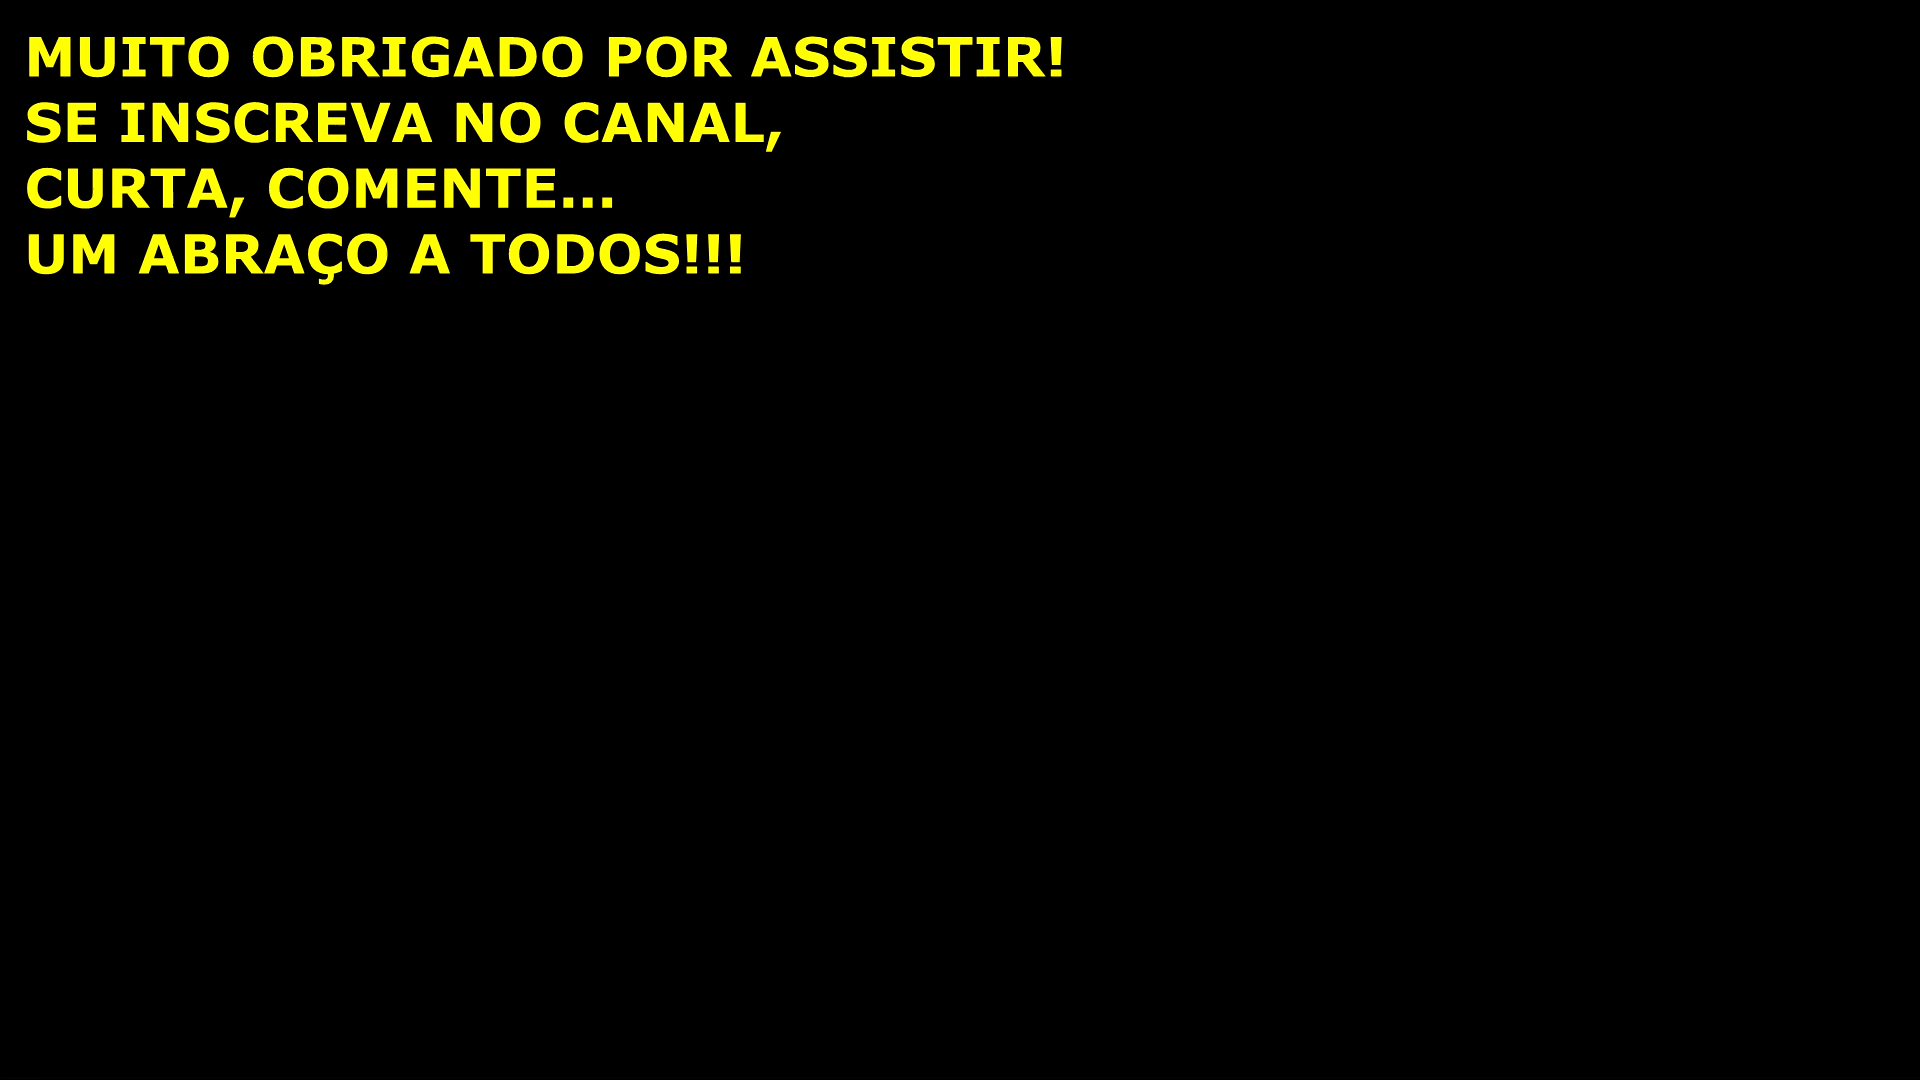 MUITO OBRIGADO POR ASSISTIR!
SE INSCREVA NO CANAL,
CURTA, COMENTE...
UM ABRAÇO A TODOS!!!